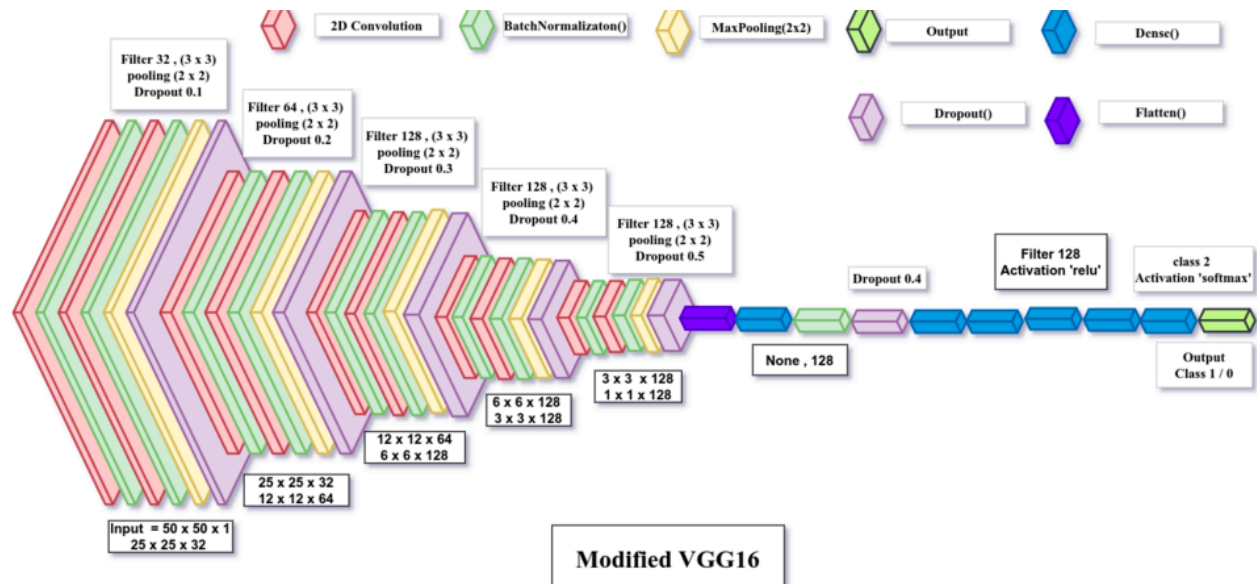 2D Convolution
BatchNormalizaton()
MaxPooling(2x2)
Output
Dense()
Dropout()
Flatten()
Filter 32 , (3 x 3)
pooling (2 x 2)
Dropout 0.1
Filter 64 , (3 x 3)
pooling (2 x 2)
Dropout 0.2
Filter 128 , (3 x 3)
pooling (2 x 2)
Dropout 0.3
Filter 128 , (3 x 3)
pooling (2 x 2)
Dropout 0.4
Filter 128 , (3 x 3)
pooling (2 x 2)
Dropout 0.5
Dropout 0.4
Filter 128
Activation 'relu'
class 2
Activation 'softmax'
None , 128
Output
Class 1 / 0
3 x 3 x 128
1 x 1 x 128
6 x 6 x 128
3 x 3 x 128
12 x 12 x 64
6 x 6 x 128
25 x 25 x 32
12 x 12 x 64
Input = 50 x 50 x 1
25 x 25 x 32
Modified VGG16